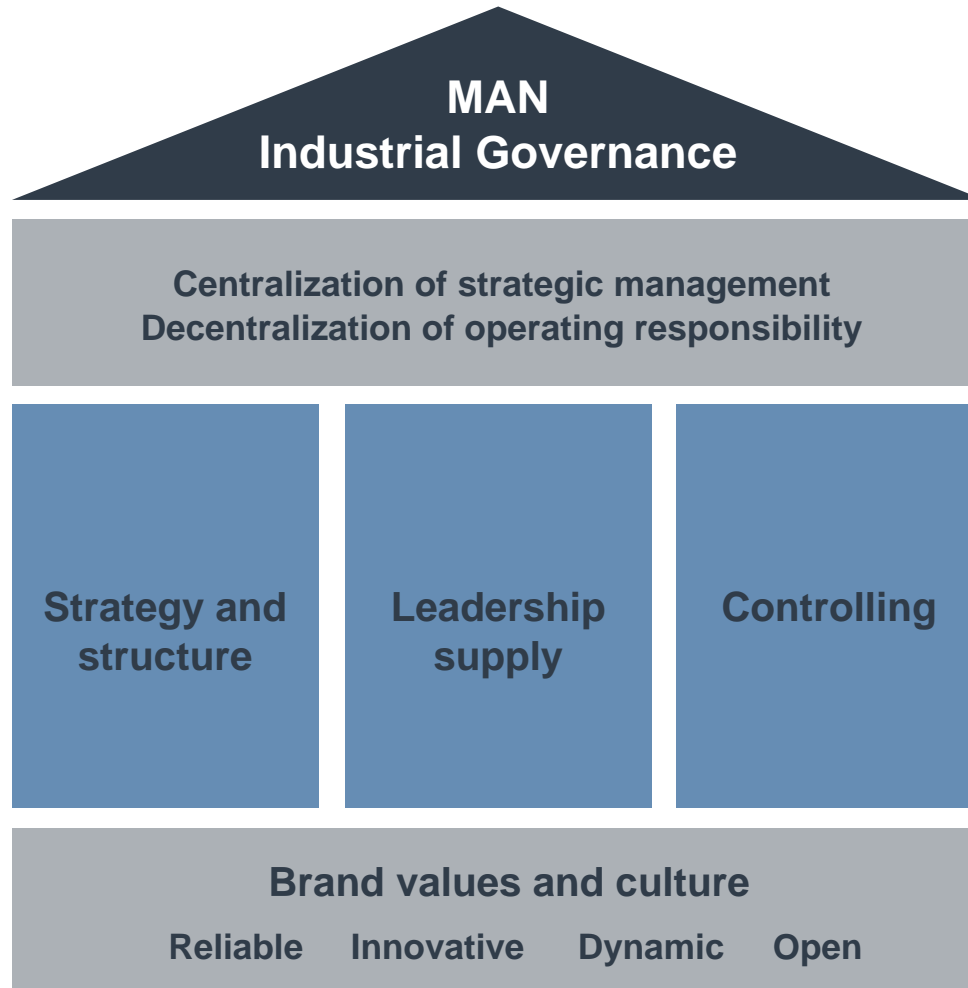 MAN
Industrial Governance
Centralization of strategic management
Decentralization of operating responsibility
Strategy and
structure
Leadership
supply
Controlling
Brand values and culture
Reliable Innovative Dynamic Open